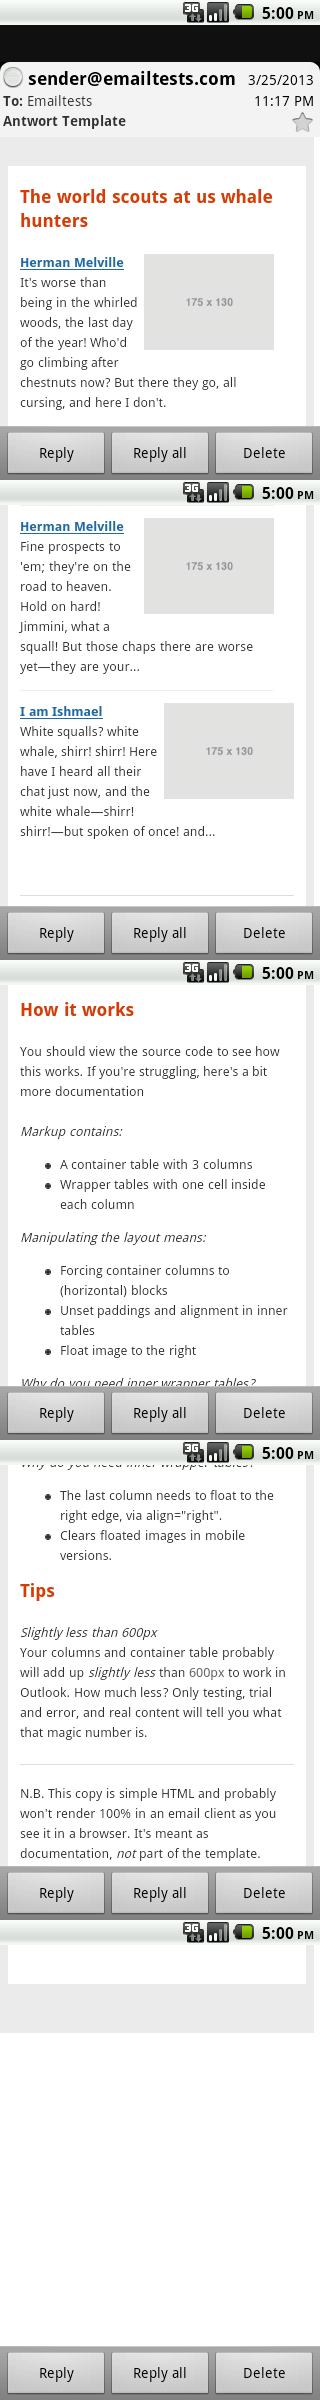 3G 5:00 PM
sender@emailtests.com 3/25/2013
To: Emailtests 11:17 PM
Antwort Template
The world scouts at us whale
hunters
Herman Melville
It's worse than
being in the whirled
woods, the last day
of the year! Who'd
go climbing after
chestnuts now? But there they go, all
cursing, and here I don't.
175 x 130
Reply Reply all Delete
3G 5:00 PM
Herman Melville
Fine prospects to
'em; they're on the
road to heaven.
Hold on hard!
Jimmini, what a
squall! But those chaps there are worse
yet—they are your...
175 x 130
I am Ishmael
White squalls? white
whale, shirr! shirr! Here
have I heard all their
chat just now, and the
white whale—shirr!
shirr!—but spoken of once! and...
175 x 130
Reply Reply all Delete
3G 5:00 PM
How it works
You should view the source code to see how
this works. If you're struggling, here's a bit
more documentation
Markup contains:
A container table with 3 columns
Wrapper tables with one cell inside
each column
Manipulating the layout means:
Forcing container columns to
(horizontal) blocks
Unset paddings and alignment in inner
tables
Float image to the right
Why do you need inner wrapper tables?
Reply Reply all Delete
3G 5:00 PM
Why do you need inner wrapper tables?
The last column needs to float to the
right edge, via align="right".
Clears floated images in mobile
versions.
Tips
Slightly less than 600px
Your columns and container table probably
will add up slightly less than 600px to work in
Outlook. How much less? Only testing, trial
and error, and real content will tell you what
that magic number is.
N.B. This copy is simple HTML and probably
won't render 100% in an email client as you
see it in a browser. It's meant as
documentation, not part of the template.
Reply Reply all Delete
3G 5:00 PM
Reply Reply all Delete